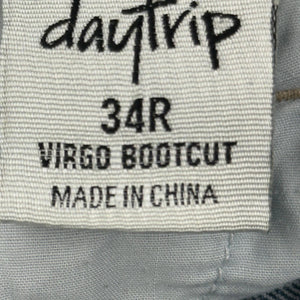 daytrip
34R
VIRGO BOOTCUT
MADE IN CHINA